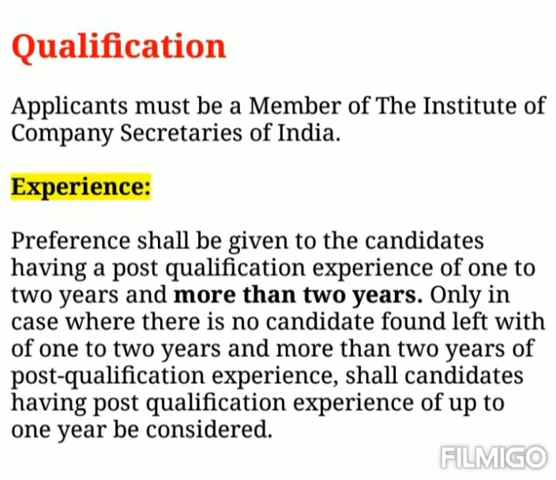 Qualification
Applicants must be a Member of The Institute of
Company Secretaries of India.
Experience:
Preference shall be given to the candidates
having a post qualification experience of one to
two years and more than two years. Only in
case where there is no candidate found left with
of one to two years and more than two years of
post-qualification experience, shall candidates
having post qualification experience of up to
one year be considered.
FILMIGO